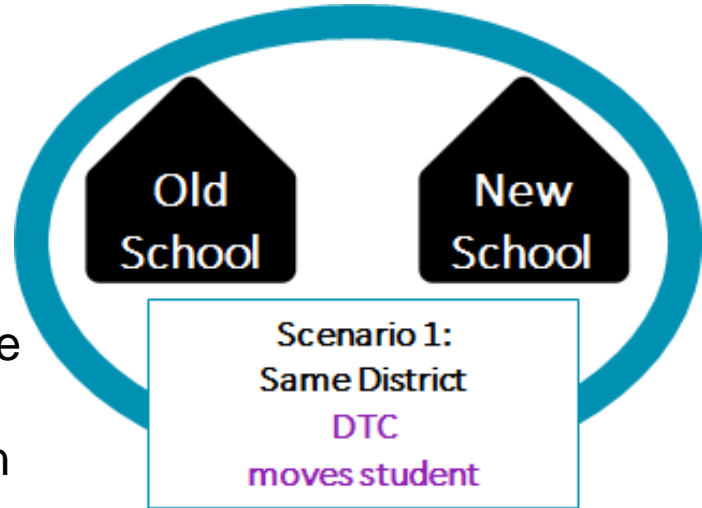 Old
School
New
School
Scenario 1:
Same District
DTC
moves student